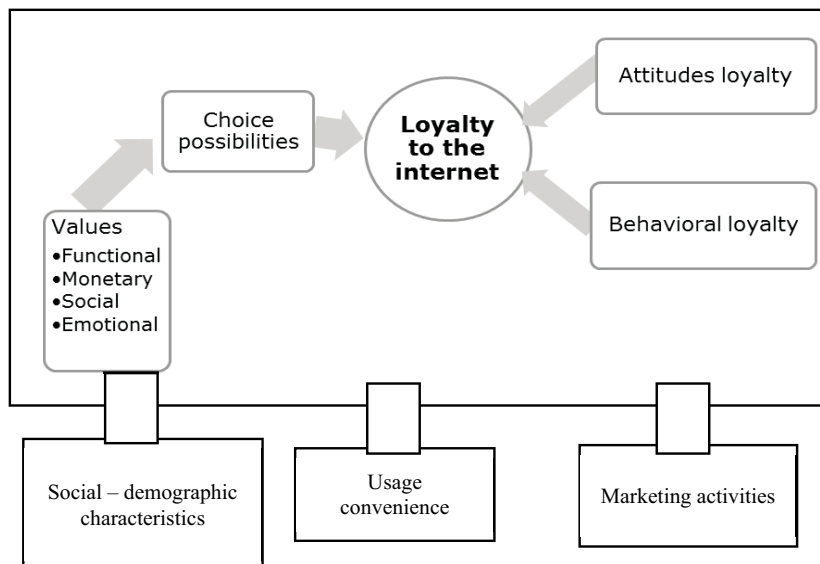 Choice
possibilities
Loyalty
to the
internet
Attitudes loyalty
Behavioral loyalty
Values
•Functional
•Monetary
•Social
•Emotional
Social – demographic
characteristics
Usage
convenience
Marketing activities